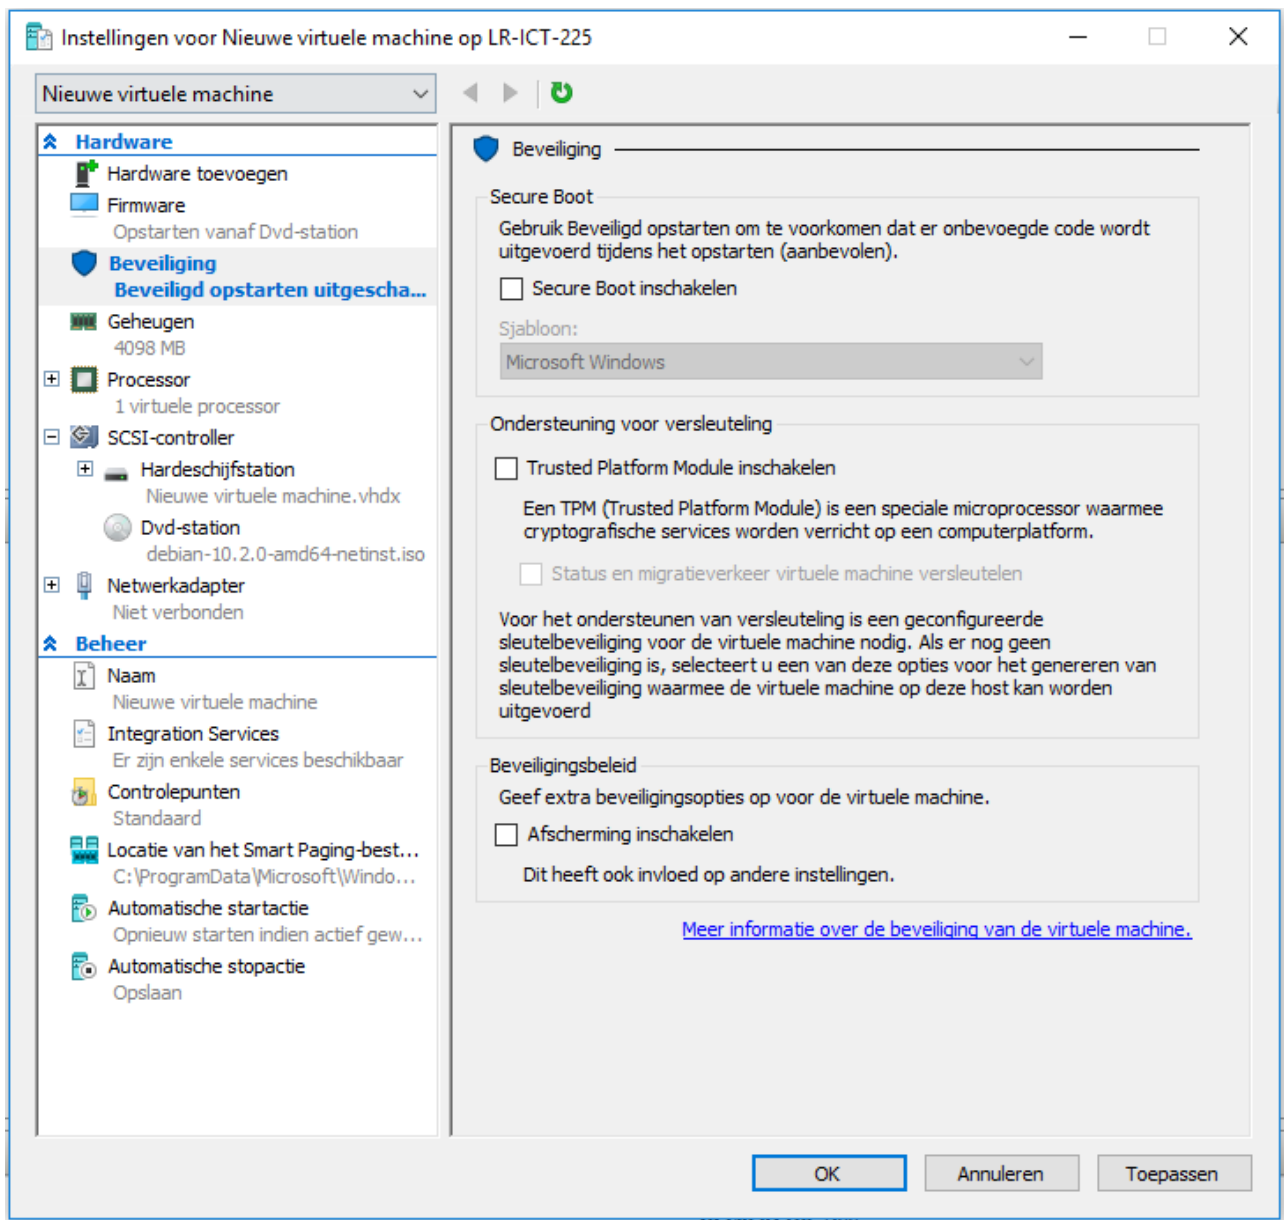 Instellingen voor Nieuwe virtuele machine op LR-ICT-225
Nieuwe virtuele machine
Hardware
Hardware toevoegen
Firmware
Opstarten vanaf Dvd-station
Beveiliging
Beveiligd opstarten uitgescha...
Geheugen
4098 MB
Processor
1 virtuele processor
SCSI-controller
Hardeschijfstation
Nieuwe virtuele machine.vhdx
Dvd-station
debian-10.2.0-amd64-netinst.iso
Netwerkadapter
Niet verbonden
Beheer
Naam
Nieuwe virtuele machine
Integration Services
Er zijn enkele services beschikbaar
Controlepunten
Standaard
Locatie van het Smart Paging-best...
C:\ProgramData\Microsoft\Windo...
Automatische startactie
Opnieuw starten indien actief gew...
Automatische stopactie
Opslaan
Beveiliging
Secure Boot
Gebruik Beveiligd opstarten om te voorkomen dat er onbevoegde code wordt
uitgevoerd tijdens het opstarten (aanbevolen).
Secure Boot inschakelen
Sjabloon:
Microsoft Windows
Ondersteuning voor versleuteling
Trusted Platform Module inschakelen
Een TPM (Trusted Platform Module) is een speciale microprocessor waarmee
cryptografische services worden verricht op een computerplatform.
Status en migratieverkeer virtuele machine versleutelen
Voor het ondersteunen van versleuteling is een geconfigureerde
sleutelbeveiliging voor de virtuele machine nodig. Als er nog geen
sleutelbeveiliging is, selecteert u een van deze opties voor het genereren van
sleutelbeveiliging waarmee de virtuele machine op deze host kan worden
uitgevoerd
Beveiligingsbeleid
Geef extra beveiligingsopties op voor de virtuele machine.
Afscherming inschakelen
Dit heeft ook invloed op andere instellingen.
Meer informatie over de beveiliging van de virtuele machine.
OK
Annuleren
Toepassen